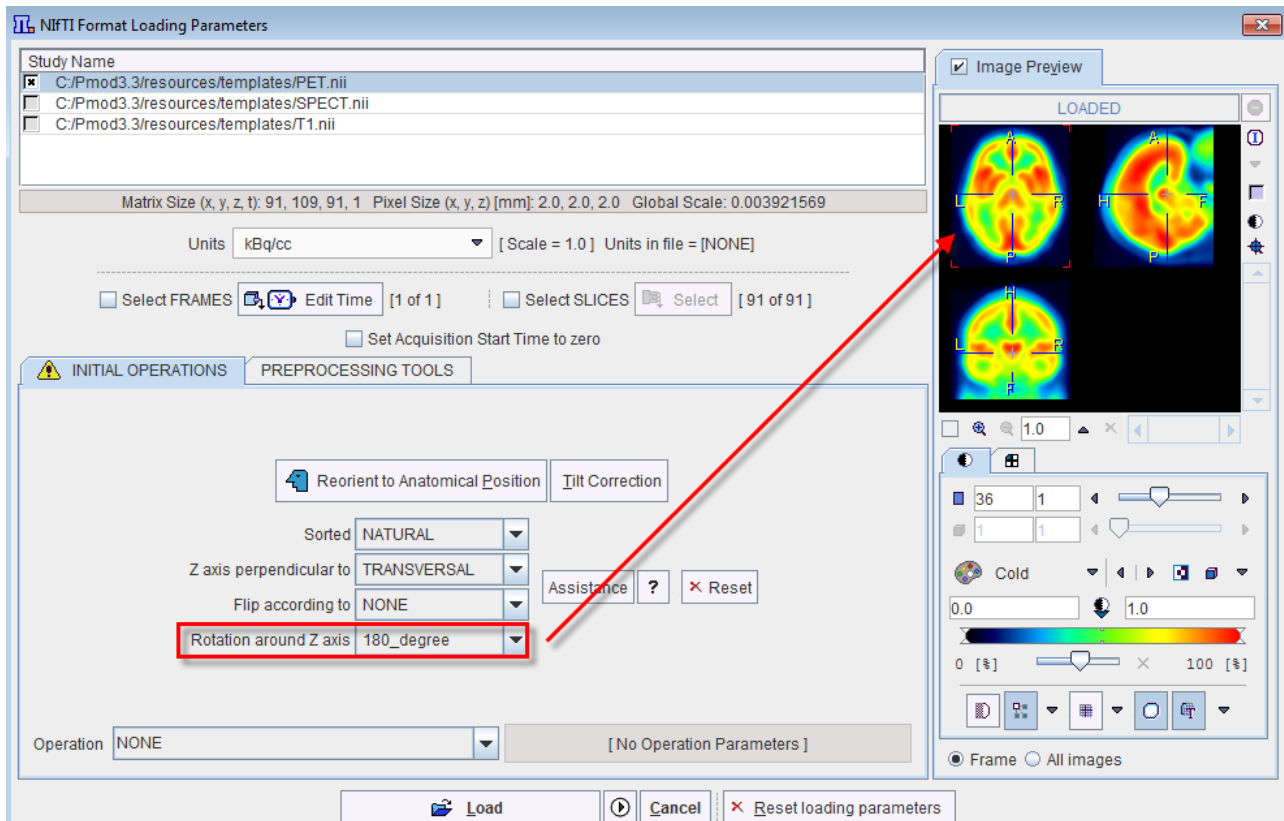 NIfTI Format Loading Parameters
Study Name
C:/Pmod3.3/resources/templates/PET.nii
C:/Pmod3.3/resources/templates/SPECT.nii
C:/Pmod3.3/resources/templates/T1.nii
Matrix Size (x, y, z, t): 91, 109, 91, 1 Pixel Size (x, y, z) [mm]: 2.0, 2.0, 2.0 Global Scale: 0.003921569
Units kBq/cc [ Scale = 1.0 ] Units in file = [NONE]
Select FRAMES Edit Time [1 of 1] Select SLICES Select [ 91 of 91 ]
Set Acquisition Start Time to zero
INITIAL OPERATIONS PREPROCESSING TOOLS
Reorient to Anatomical Position Tilt Correction
Sorted NATURAL
Z axis perpendicular to TRANSVERSAL
Assistance ? Reset
Flip according to NONE
Rotation around Z axis 180_degree
Operation NONE [ No Operation Parameters ]
Load Cancel Reset loading parameters
Image Preview
LOADED
A A
L R H F
P P
H
L R
F
1.0
36 1
1 1
Cold
0.0 1.0
0 [%] 100 [%]
Frame All images